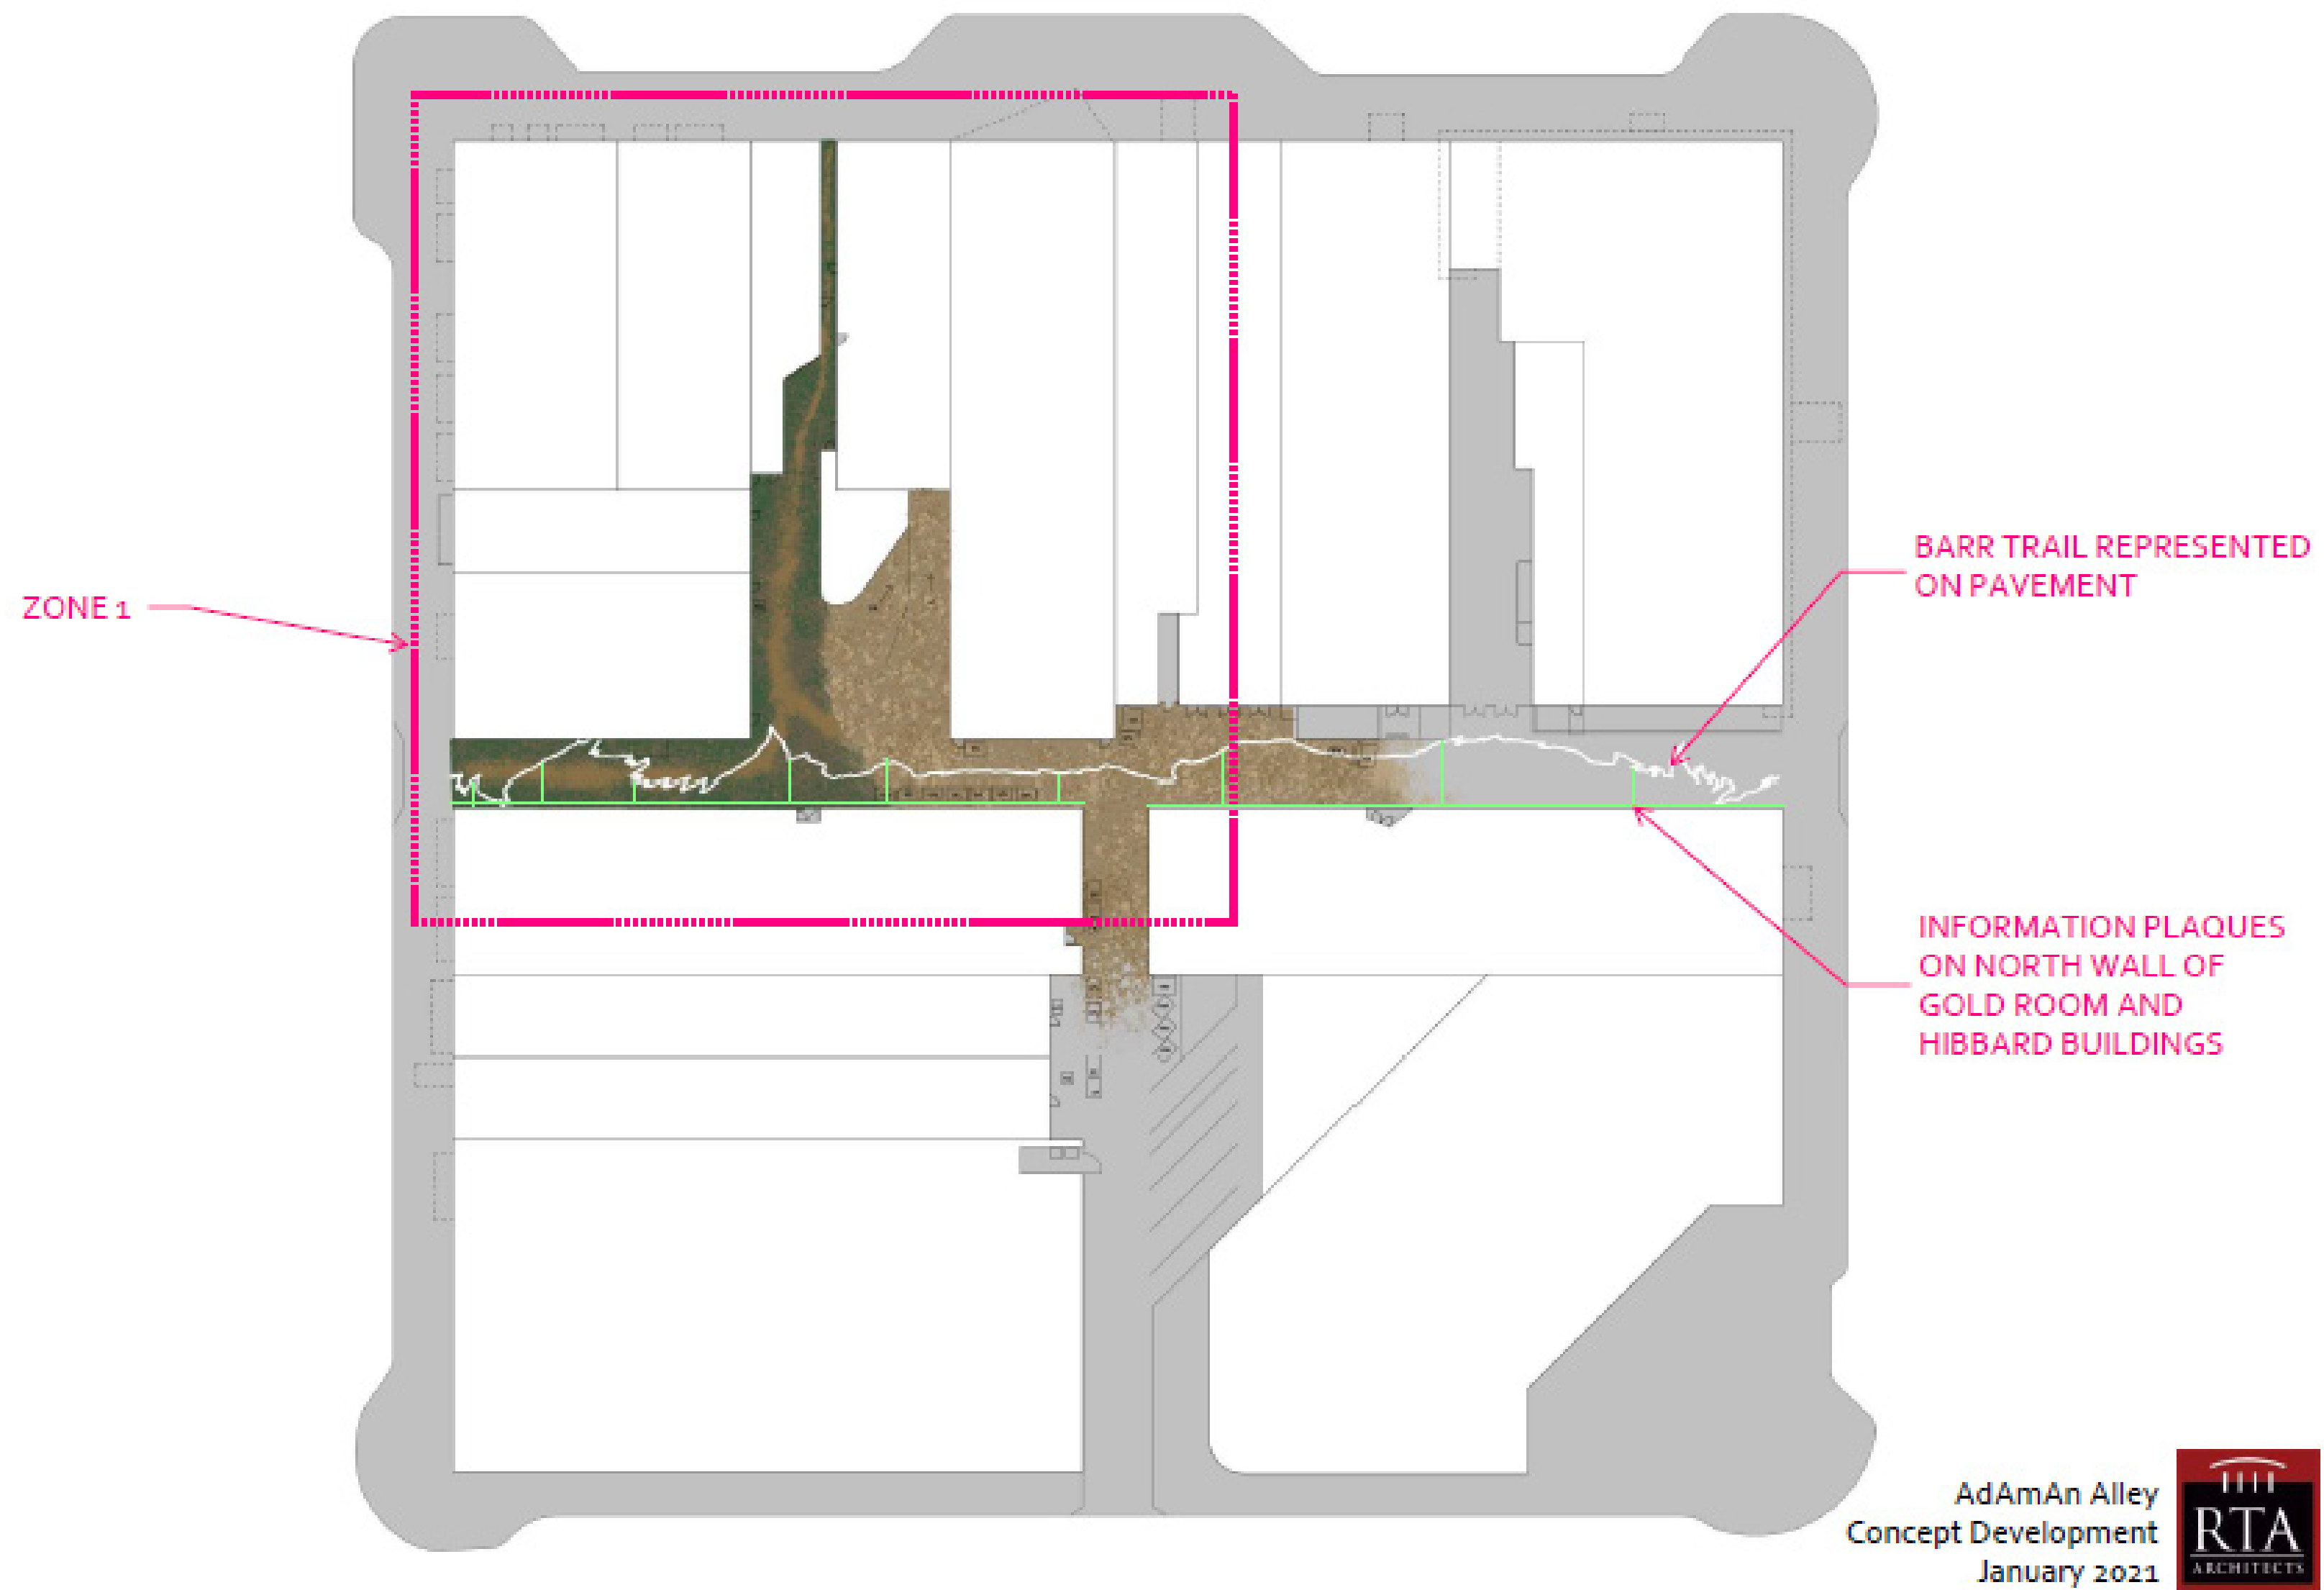 ZONE 1
BARR TRAIL REPRESENTED
ON PAVEMENT
INFORMATION PLAQUES
ON NORTH WALL OF
GOLD ROOM AND
HIBBARD BUILDINGS
AdAmAn Alley
Concept Development
January 2021
RTA
ARCHITECTS